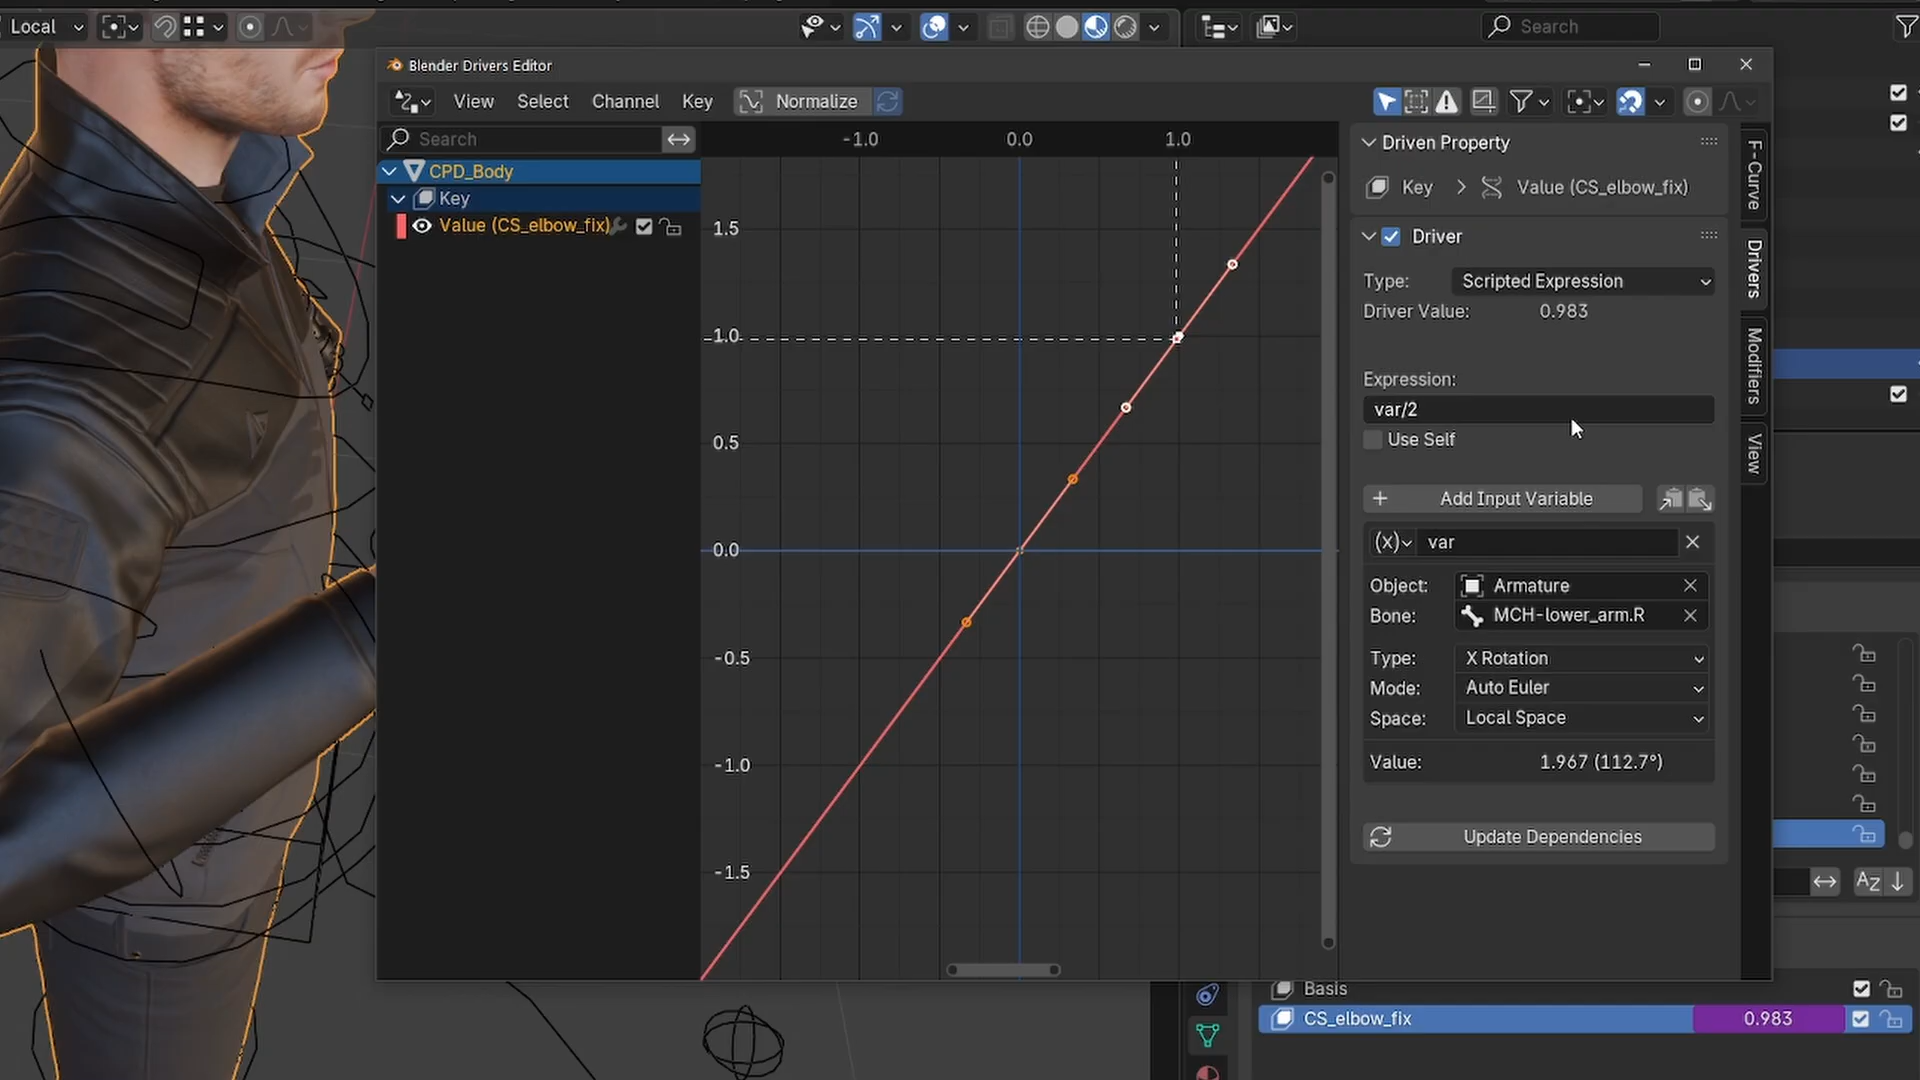 Local
Search
Blender Drivers Editor
View Select Channel Key Normalize
Search
-1.0 0.0 1.0
CPD_Body
Key
Value (CS_elbow_fix)
1.5
1.0
0.5
0.0
-0.5
-1.0
-1.5
Driven Property
Key Value (CS_elbow_fix)
Driver
Type: Scripted Expression
Driver Value: 0.983
Expression:
var/2
Use Self
Add Input Variable
(x) var
Object: Armature
Bone: MCH-lower_arm.R
Type: X Rotation
Mode: Auto Euler
Space: Local Space
Value: 1.967 (112.7°)
Update Dependencies
F-Curve
Drivers
Modifiers
View
AZ
Basis
CS_elbow_fix 0.983